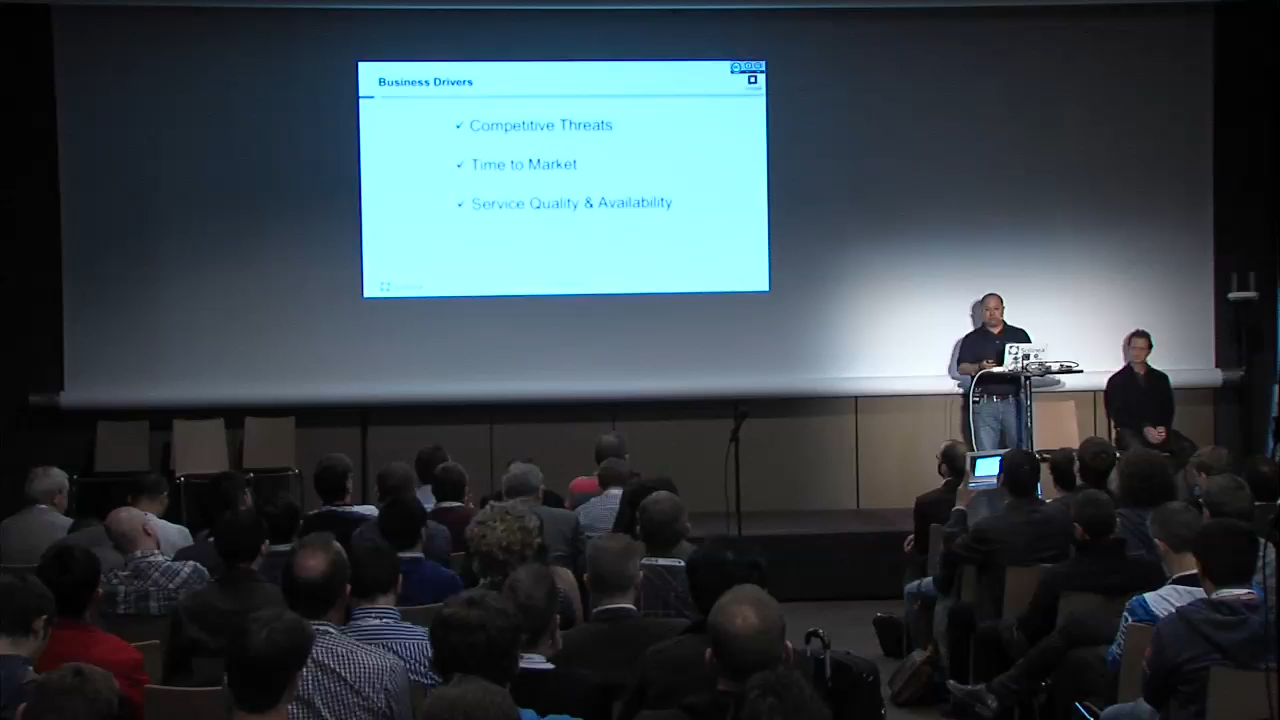 Business Drivers
✓ Competitive Threats
✓ Time to Market
✓ Service Quality & Availability